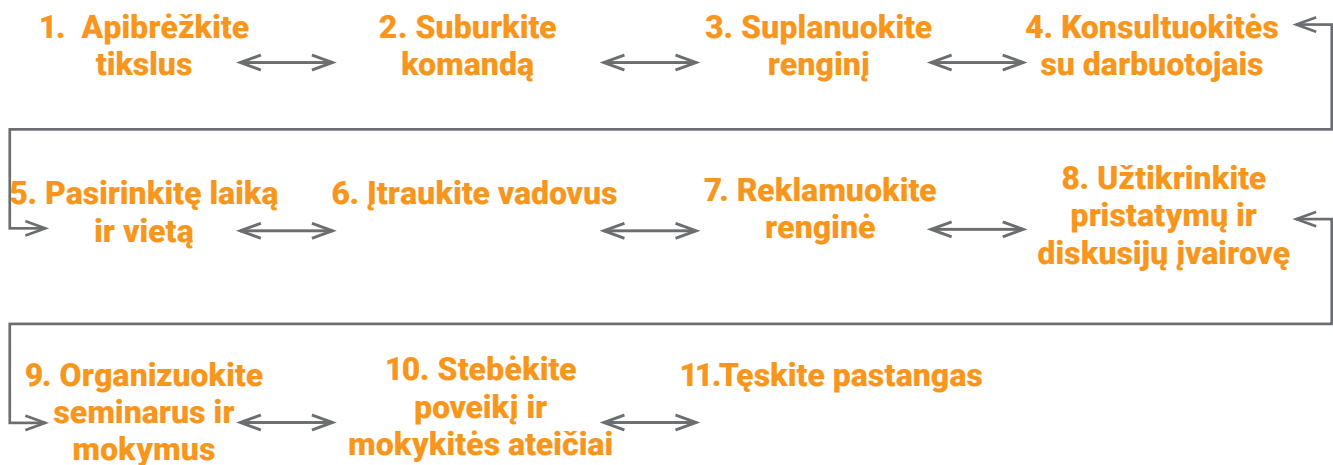 1. Apibrėžkite
tikslus
2. Suburkite
komandą
3. Suplanuokite
renginį
4. Konsultuokitės
su darbuotojais
5. Pasirinkitę laiką
ir vietą
6. Įtraukite vadovus
7. Reklamuokite
renginė
8. Užtikrinkite
pristatymų ir
diskusijų įvairovę
9. Organizuokite
seminarus ir
mokymus
10. Stebėkite
poveikį ir
mokykitės ateičiai
11.Tęskite pastangas